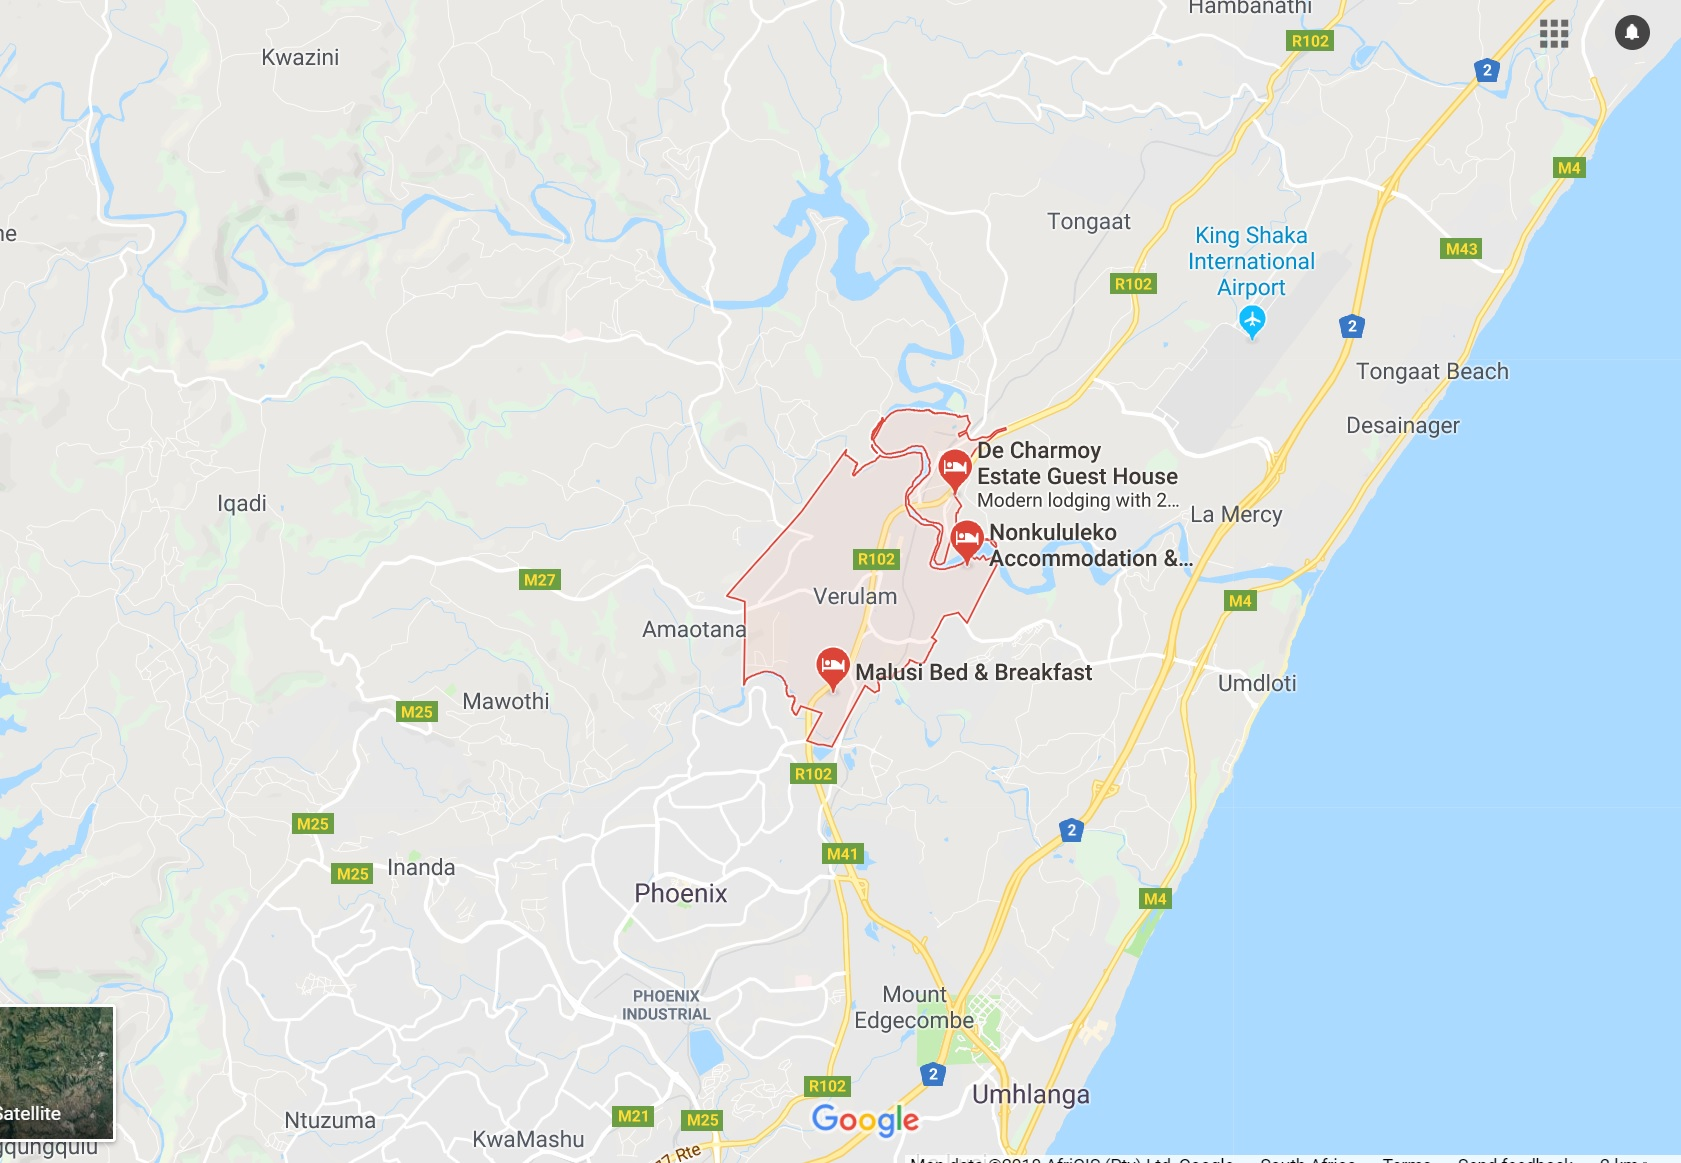 Hambanathi
R102
2
Kwazini
M4
Tongaat
King Shaka
International
Airport
M43
R102
2
Tongaat Beach
Desainager
De Charmoy
Estate Guest House
Modern lodging with 2...
Iqadi
La Mercy
Nonkululeko
Accommodation &...
R102
M27
Verulam
M4
Amaotana
Malusi Bed & Breakfast
Umdloti
Mawothi
M25
R102
M25
2
M41
Inanda
M25
Phoenix
M4
PHOENIX
INDUSTRIAL
Mount
Edgecombe
2
R102
Umhlanga
Satellite
Ntuzuma
M21
M25
Google
KwaMashu
Rte